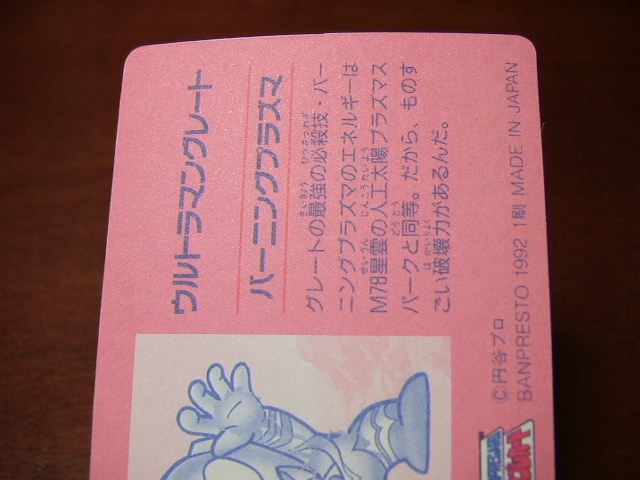 ウルトラマングレート
バーニングプラズマ
グレートの最強の必殺技・バー
ニングプラズマのエネルギーは
M78星雲の人工太陽プラズマス
パークと同等。だから、ものす
ごい破壊力があるんだ。
©円谷プロ
BANPRESTO 1992 1刷 MADE IN JAPAN